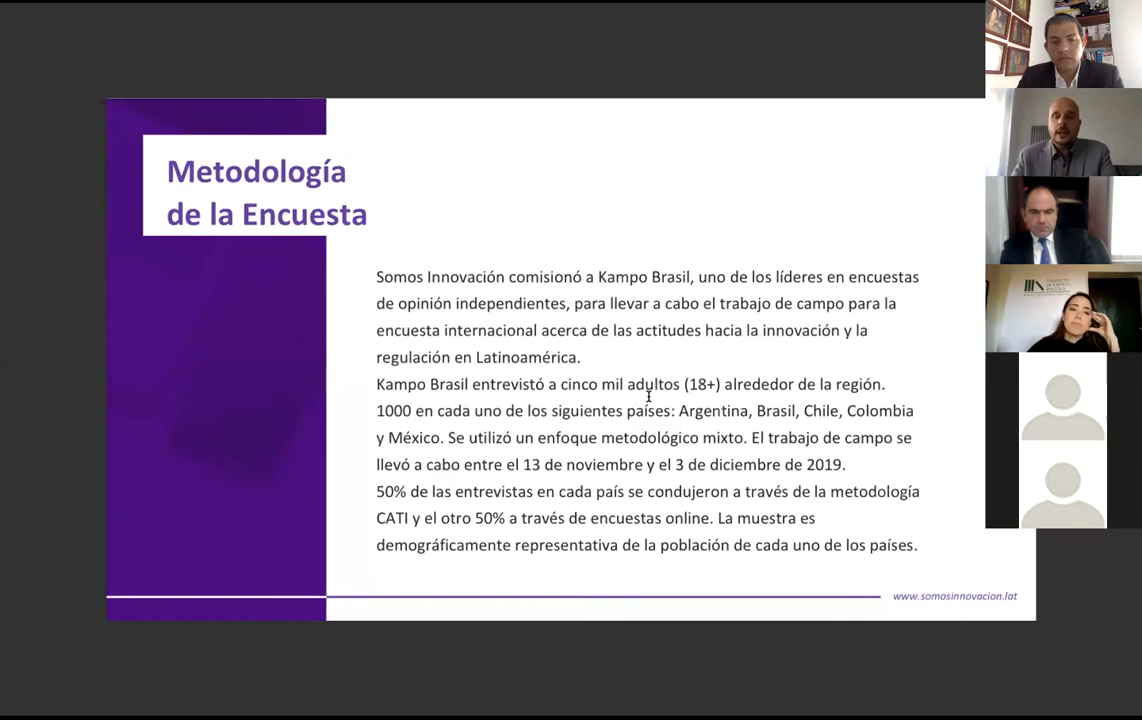 Metodología
de la Encuesta
Somos Innovación comisionó a Kampo Brasil, uno de los líderes en encuestas
de opinión independientes, para llevar a cabo el trabajo de campo para la
encuesta internacional acerca de las actitudes hacia la innovación y la
regulación en Latinoamérica.
Kampo Brasil entrevistó a cinco mil adultos (18+) alrededor de la región.
1000 en cada uno de los siguientes países: Argentina, Brasil, Chile, Colombia
y México. Se utilizó un enfoque metodológico mixto. El trabajo de campo se
llevó a cabo entre el 13 de noviembre y el 3 de diciembre de 2019.
50% de las entrevistas en cada país se condujeron a través de la metodología
CATI y el otro 50% a través de encuestas online. La muestra es
demográficamente representativa de la población de cada uno de los países.
www.somosinnovacion.lat